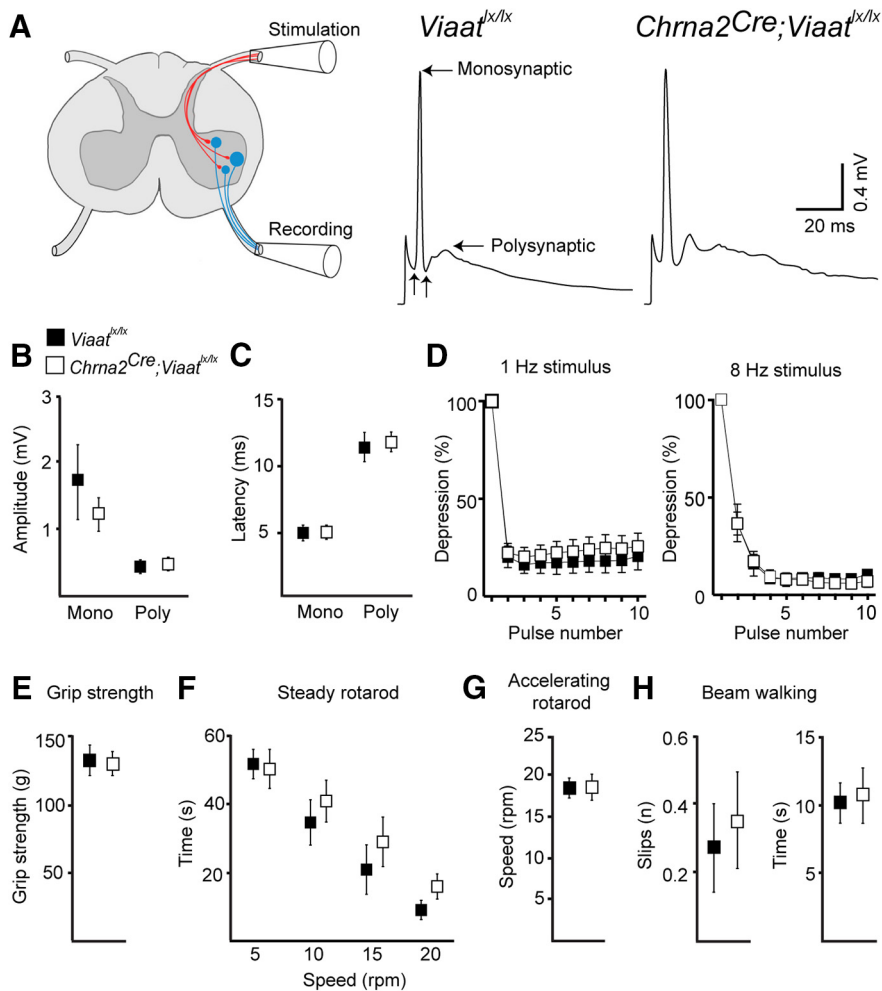 A
Stimulation
Recording
Viaat^lx/lx
Chrna2^Cre;Viaat^lx/lx
Monosynaptic
Polysynaptic
0.4 mV
20 ms
Viaat^lx/lx
Chrna2^Cre;Viaat^lx/lx
B
Amplitude (mV)
3
2
1
Mono Poly
C
Latency (ms)
15
10
5
Mono Poly
D
1 Hz stimulus
Depression (%)
100
50
0
5 10
Pulse number
8 Hz stimulus
Depression (%)
100
50
0
5 10
Pulse number
E
Grip strength
Grip strength (g)
150
100
50
F
Steady rotarod
Time (s)
60
40
20
5 10 15 20
Speed (rpm)
G
Accelerating
rotarod
Speed (rpm)
25
20
15
10
5
H
Beam walking
Slips (n)
0.6
0.4
0.2
Time (s)
15
10
5